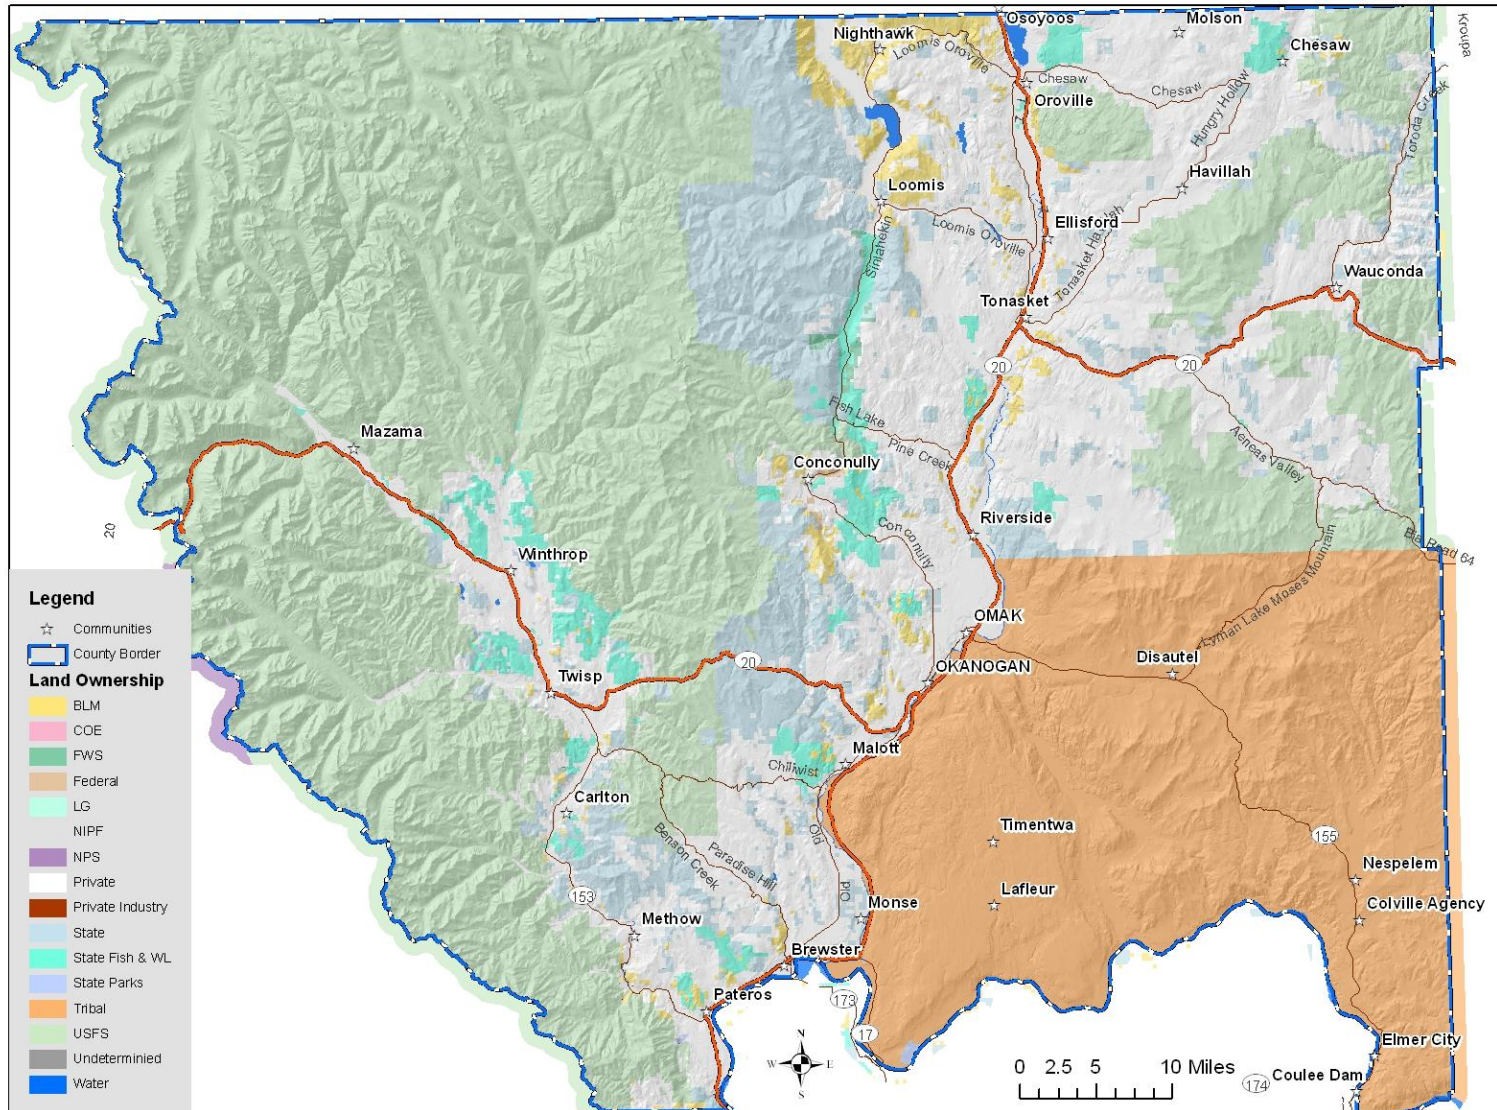 Osoyoos
Molson
Kroupa
Nighthawk
Chesaw
Loomis Oroville
Chesaw
Chesaw
Oroville
Hungry Hollow
Toroda Creek
Havillah
Loomis
Ellisford
Loomis Oroville
Tonasket Havillah
Sinlahekin
Wauconda
Tonasket
20
20
Fish Lake
Pine Creek
Aeneas Valley
Mazama
Conconully
Conconully
Riverside
20
Winthrop
Bia Road 64
Lyman Lake Moses Mountain
OMAK
Disautel
20
OKANOGAN
Twisp
Malott
Chiliwist
Carlton
Old
Timentwa
155
Benson Creek
Paradise Hill
Nespelem
Old
Lafleur
153
Monse
Colville Agency
Methow
Brewster
Pateros
173
17
Elmer City
Coulee Dam
174
Legend
Communities
County Border
Land Ownership
BLM
COE
FWS
Federal
LG
NIPF
NPS
Private
Private Industry
State
State Fish & WL
State Parks
Tribal
USFS
Undeterminied
Water
N
W E
S
0 2.5 5 10 Miles